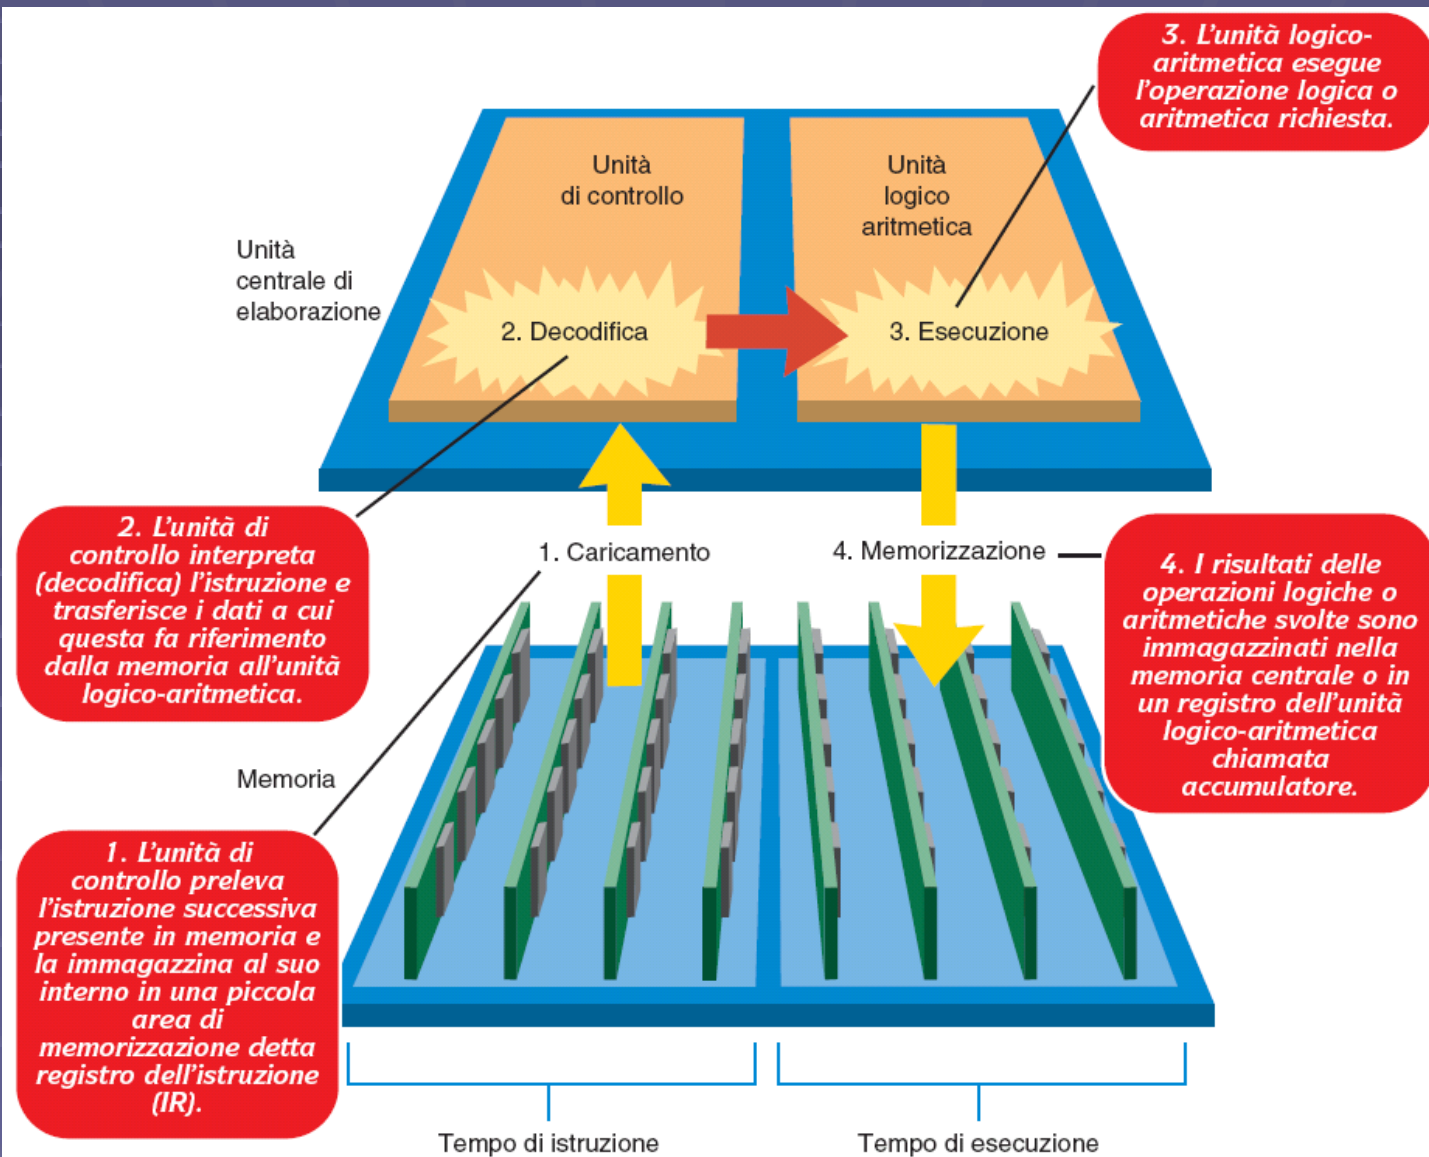 3. L'unità logico-
aritmetica esegue
l'operazione logica o
aritmetica richiesta.
Unità
di controllo
Unità
logico
aritmetica
Unità
centrale di
elaborazione
2. Decodifica
3. Esecuzione
2. L'unità di
controllo interpreta
(decodifica) l'istruzione e
trasferisce i dati a cui
questa fa riferimento
dalla memoria all'unità
logico-aritmetica.
1. Caricamento
4. Memorizzazione
4. I risultati delle
operazioni logiche o
aritmetiche svolte sono
immagazzinati nella
memoria centrale o in
un registro dell'unità
logico-aritmetica
chiamata
accumulatore.
Memoria
1. L'unità di
controllo preleva
l'istruzione successiva
presente in memoria e
la immagazzina al suo
interno in una piccola
area di
memorizzazione detta
registro dell'istruzione
(IR).
Tempo di istruzione
Tempo di esecuzione